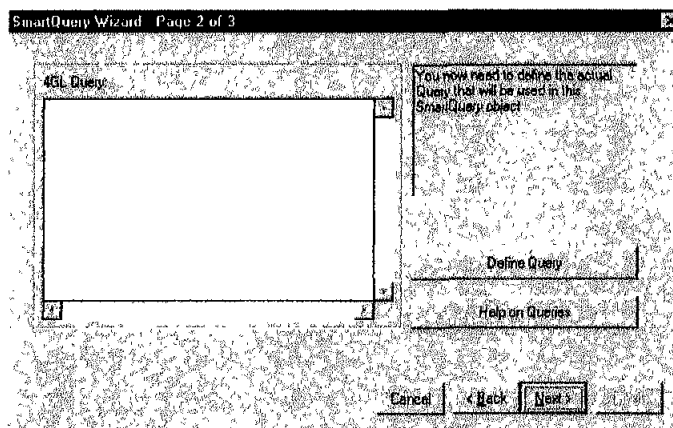 SmartQuery Wizard Page 2 of 3
4GL Query:
You now need to define the actual
Query that will be used in this
SmartQuery object
Define Query
Help on Queries
Cancel
< Back
Next >